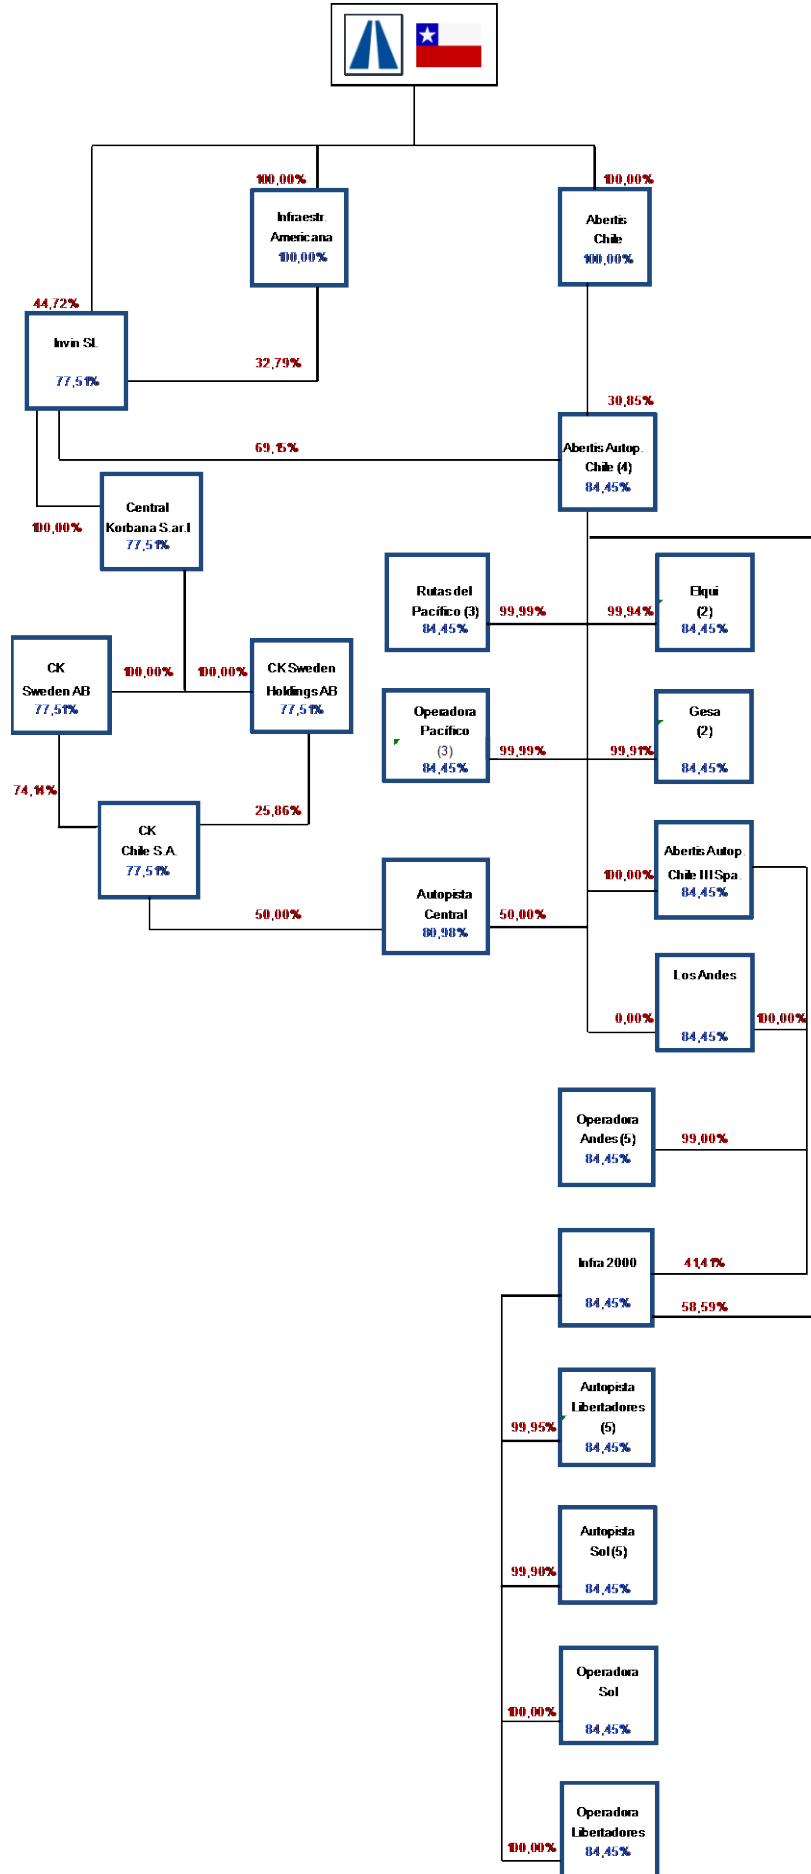 100,00%
100,00%
Infraestr.
Americana
100,00%
Abertis
Chile
100,00%
44,72%
Invin SL
77,51%
32,79%
30,85%
69,15%
Abertis Autop.
Chile (4)
84,45%
Central
Korbana S.ar.l
77,51%
100,00%
Rutas del
Pacífico (3)
84,45%
99,99%
99,94%
Elqui
(2)
84,45%
CK
Sweden AB
77,51%
100,00%
100,00%
CK Sweden
Holdings AB
77,51%
Operadora
Pacífico
(3)
84,45%
99,99%
99,91%
Gesa
(2)
84,45%
74,14%
25,86%
CK
Chile S.A.
77,51%
Abertis Autop.
Chile III Spa.
84,45%
100,00%
Autopista
Central
80,98%
50,00%
50,00%
Los Andes
84,45%
0,00%
100,00%
Operadora
Andes (5)
84,45%
99,00%
Infra 2000
84,45%
41,41%
58,59%
Autopista
Libertadores
(5)
84,45%
99,95%
Autopista
Sol (5)
84,45%
99,90%
Operadora
Sol
84,45%
100,00%
Operadora
Libertadores
84,45%
100,00%